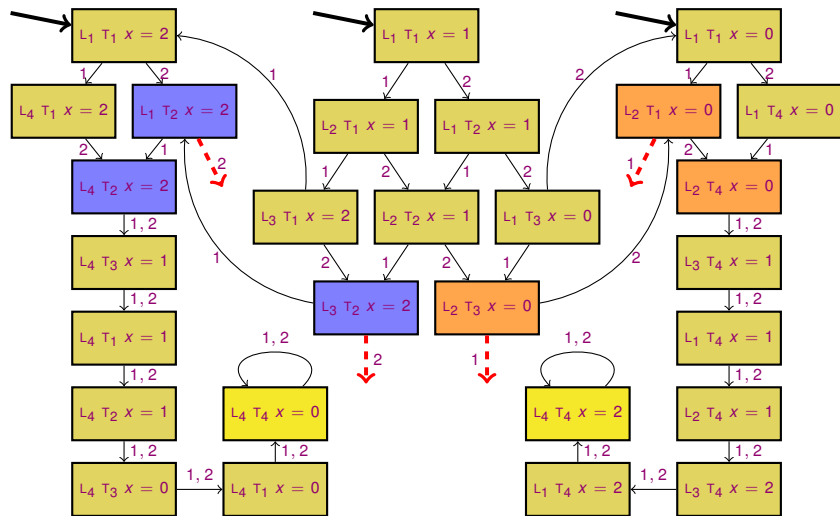 L₁ T₁ x = 2 L₁ T₁ x = 1 L₁ T₁ x = 0
1 2 1 2 1 2
1 2
L₄ T₁ x = 2 L₁ T₂ x = 2 L₂ T₁ x = 1 L₁ T₂ x = 1 L₂ T₁ x = 0 L₁ T₄ x = 0
2 1 2 1 2 1 2 1 2 1
L₄ T₂ x = 2 L₃ T₁ x = 2 L₂ T₂ x = 1 L₁ T₃ x = 0 L₂ T₄ x = 0
1, 2 1 2 1 2 1 2 1, 2
L₄ T₃ x = 1 L₃ T₂ x = 2 L₂ T₃ x = 0 L₃ T₄ x = 1
1, 2 2 1 1, 2
L₄ T₁ x = 1 1, 2 1, 2 L₁ T₄ x = 1
1, 2 1, 2
L₄ T₂ x = 1 L₄ T₄ x = 0 L₄ T₄ x = 2 L₂ T₄ x = 1
1, 2 1, 2 1, 2 1, 2
L₄ T₃ x = 0 1, 2 L₄ T₁ x = 0 L₁ T₄ x = 2 1, 2 L₃ T₄ x = 2